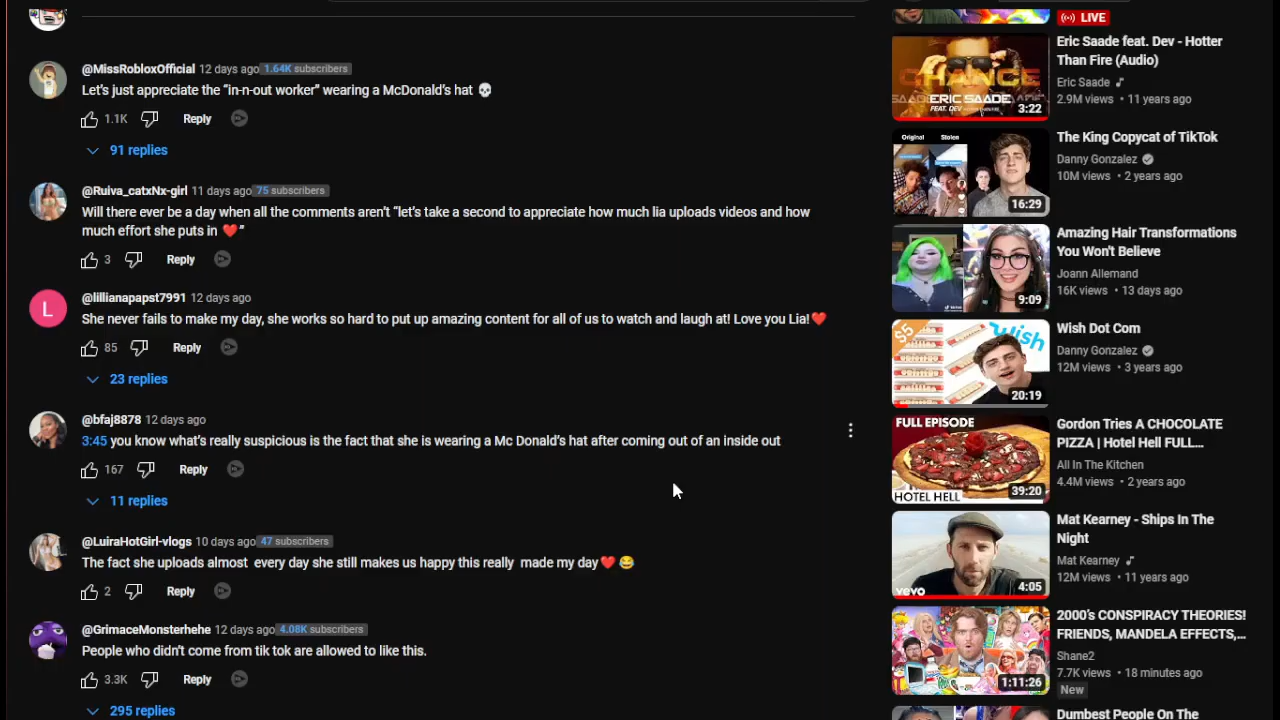 @MissRobloxOfficial 12 days ago 1.64K subscribers
Let's just appreciate the “in-n-out worker” wearing a McDonald's hat 💀
1.1K Reply
91 replies
@Ruiva_catxNx-girl 11 days ago 75 subscribers
Will there ever be a day when all the comments aren't “let's take a second to appreciate how much lia uploads videos and how
much effort she puts in ❤️”
3 Reply
@lillianapapst7991 12 days ago
L
She never fails to make my day, she works so hard to put up amazing content for all of us to watch and laugh at! Love you Lia!❤️
85 Reply
23 replies
@bfaj8878 12 days ago
3:45 you know what's really suspicious is the fact that she is wearing a Mc Donald's hat after coming out of an inside out
167 Reply
11 replies
@LuiraHotGirl-vlogs 10 days ago 47 subscribers
The fact she uploads almost every day she still makes us happy this really made my day❤️😂
2 Reply
@GrimaceMonsterhehe 12 days ago 4.08K subscribers
People who didn't come from tik tok are allowed to like this.
3.3K Reply
295 replies
LIVE
CHANCE
ERIC SAADE
FEAT. DEV
3:22
Eric Saade feat. Dev - Hotter
Than Fire (Audio)
Eric Saade
2.9M views • 11 years ago
Original Stolen
16:29
The King Copycat of TikTok
Danny Gonzalez
10M views • 2 years ago
9:09
Amazing Hair Transformations
You Won't Believe
Joann Allemand
16K views • 13 days ago
$5
wish
20:19
Wish Dot Com
Danny Gonzalez
12M views • 3 years ago
FULL EPISODE
HOTEL HELL
39:20
Gordon Tries A CHOCOLATE
PIZZA | Hotel Hell FULL...
All In The Kitchen
4.4M views • 2 years ago
vevo
4:05
Mat Kearney - Ships In The
Night
Mat Kearney
12M views • 11 years ago
1:11:26
2000's CONSPIRACY THEORIES!
FRIENDS, MANDELA EFFECTS,...
Shane2
7.7K views • 18 minutes ago
New
Dumbest People On The